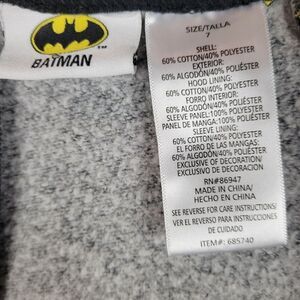 TM
BATMAN
SIZE/TALLA
7
SHELL:
60% COTTON/40% POLYESTER
EXTERIOR:
60% ALGODÓN/40% POLIÉSTER
HOOD LINING:
60% COTTON/40% POLYESTER
FORRO INTERIOR:
60% ALGODÓN/40% POLIÉSTER
SLEEVE PANEL:100% POLYESTER
PANEL DE MANGA:100% POLIÉSTER
SLEEVE LINING:
60% COTTON/40% POLYESTER
EL FORRO DE LAS MANGAS:
60% ALGODÓN/40% POLIÉSTER
EXCLUSIVE OF DECORATION/
EXCLUSIVO DE DECORACION
RN#86947
MADE IN CHINA/
HECHO EN CHINA
SEE REVERSE FOR CARE INSTRUCTIONS/
VER EL REVERSO PARA INSTRUCCIONES
DE CUIDADO
ITEM#: 685740